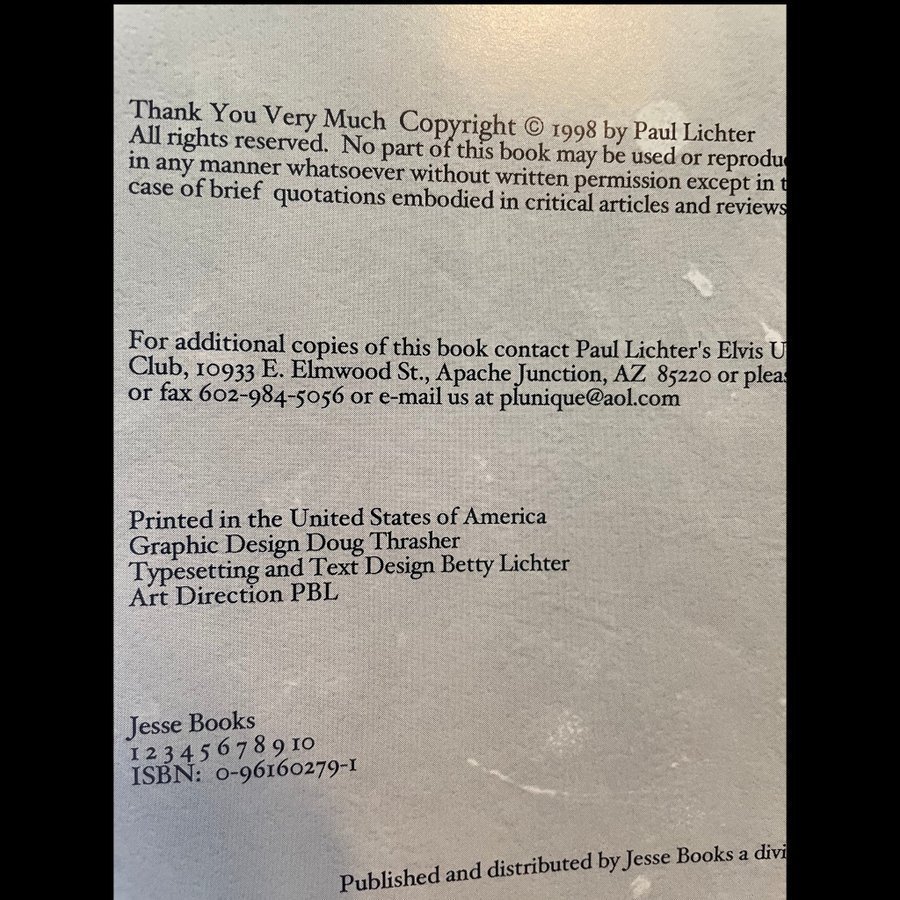 Thank You Very Much Copyright © 1998 by Paul Lichter
All rights reserved. No part of this book may be used or reprodu
in any manner whatsoever without written permission except in t
case of brief quotations embodied in critical articles and reviews
For additional copies of this book contact Paul Lichter's Elvis U
Club, 10933 E. Elmwood St., Apache Junction, AZ 85220 or pleas
or fax 602-984-5056 or e-mail us at plunique@aol.com
Printed in the United States of America
Graphic Design Doug Thrasher
Typesetting and Text Design Betty Lichter
Art Direction PBL
Jesse Books
1 2 3 4 5 6 7 8 9 10
ISBN: 0-96160279-1
Published and distributed by Jesse Books a divi